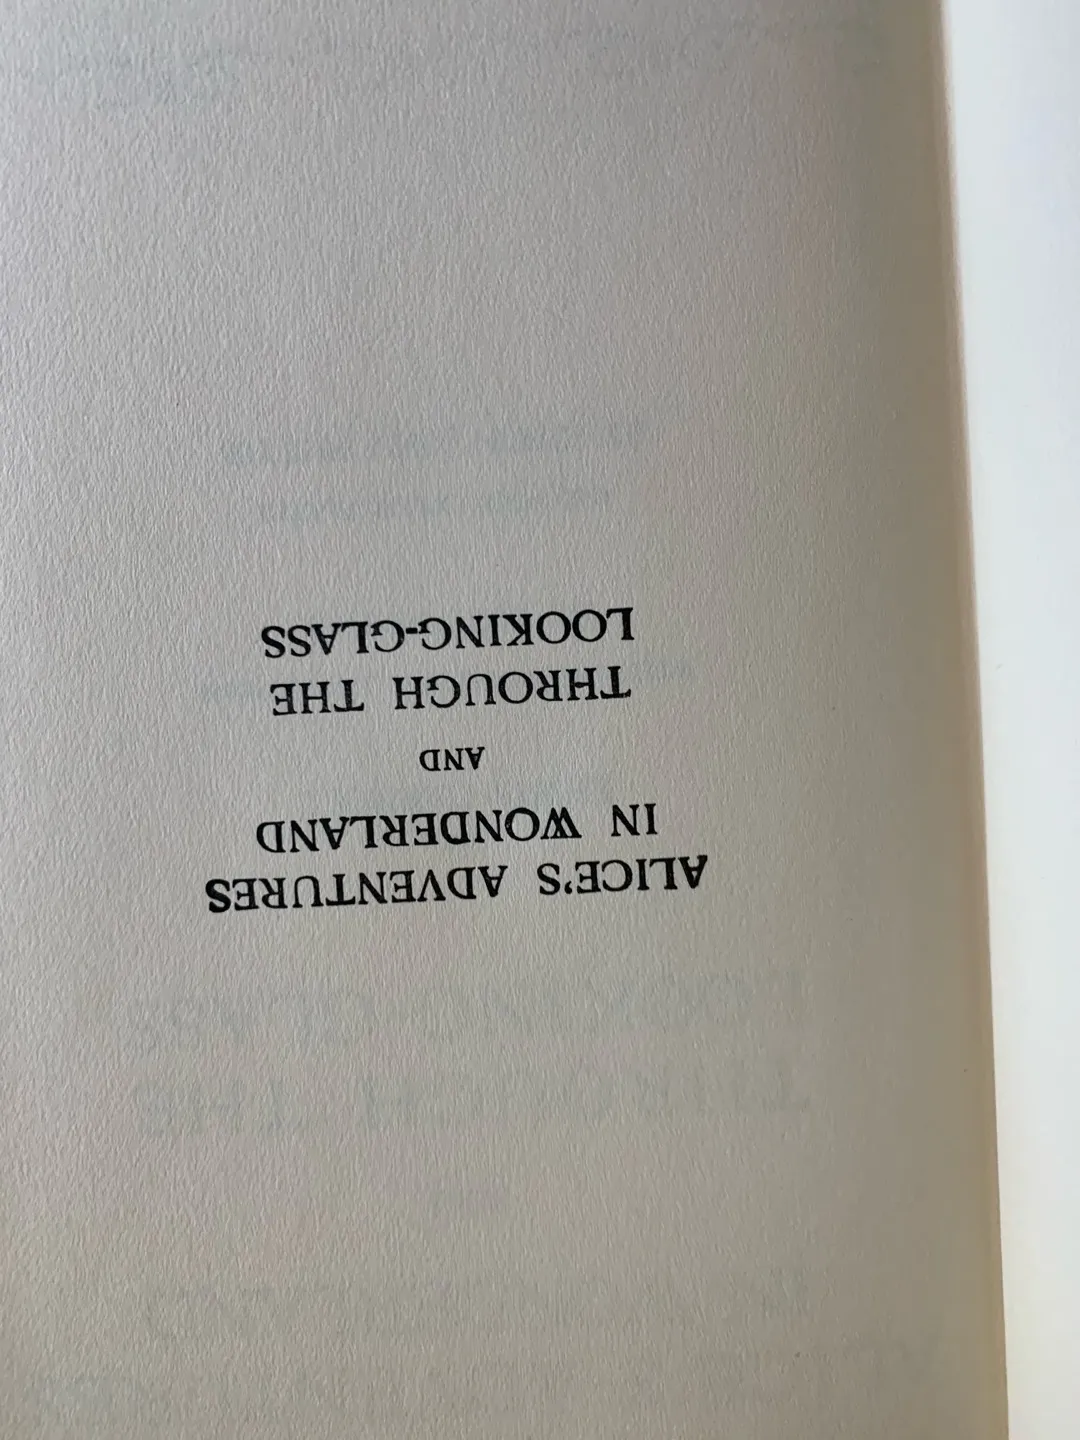 ALICE'S ADVENTURES
IN WONDERLAND
AND
THROUGH THE
LOOKING-GLASS